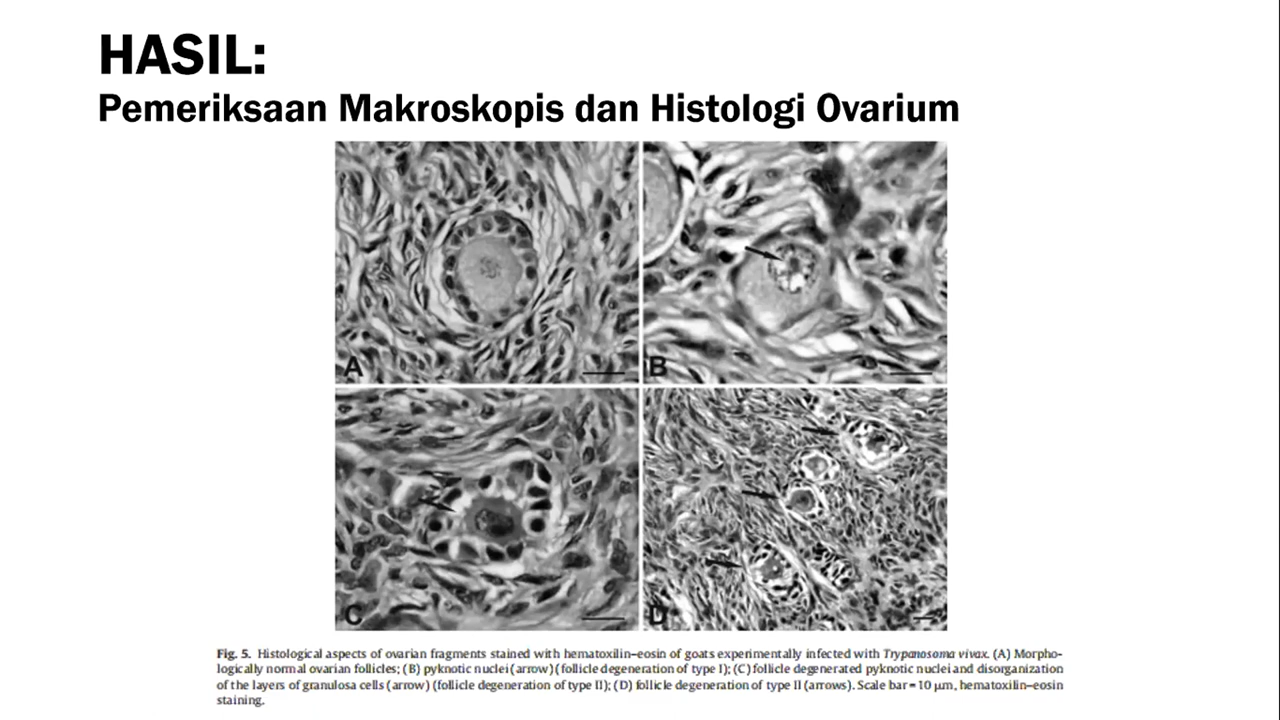 HASIL:
Pemeriksaan Makroskopis dan Histologi Ovarium
A
B
C
D
Fig. 5. Histological aspects of ovarian fragments stained with hematoxilin–eosin of goats experimentally infected with Trypanosoma vivax. (A) Morpho-
logically normal ovarian follicles; (B) pyknotic nuclei (arrow) (follicle degeneration of type I); (C) follicle degenerated pyknotic nuclei and disorganization
of the layers of granulosa cells (arrow) (follicle degeneration of type II); (D) follicle degeneration of type II (arrows). Scale bar = 10 μm, hematoxilin–eosin
staining.